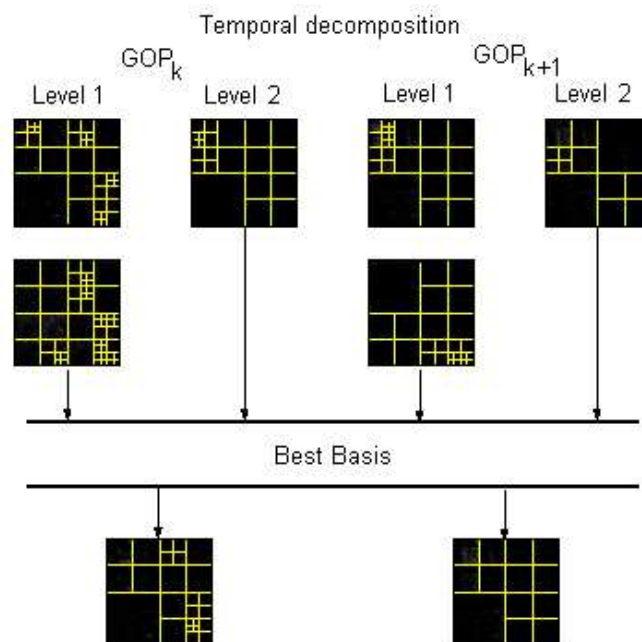 Temporal decomposition
GOPk GOPk+1
Level 1 Level 2 Level 1 Level 2
Best Basis